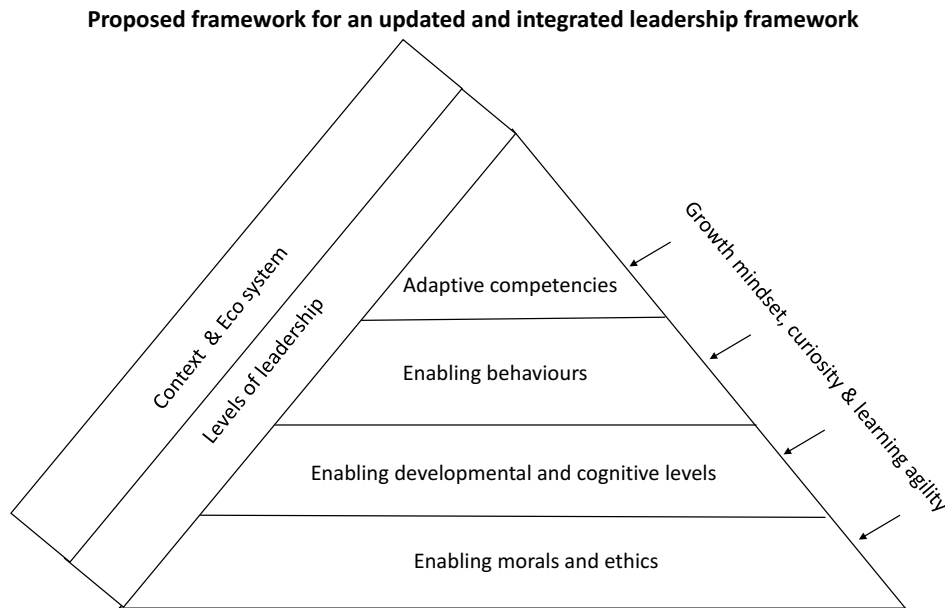 Proposed framework for an updated and integrated leadership framework
Context & Eco system
Levels of leadership
Adaptive competencies
Enabling behaviours
Enabling developmental and cognitive levels
Enabling morals and ethics
Growth mindset, curiosity & learning agility